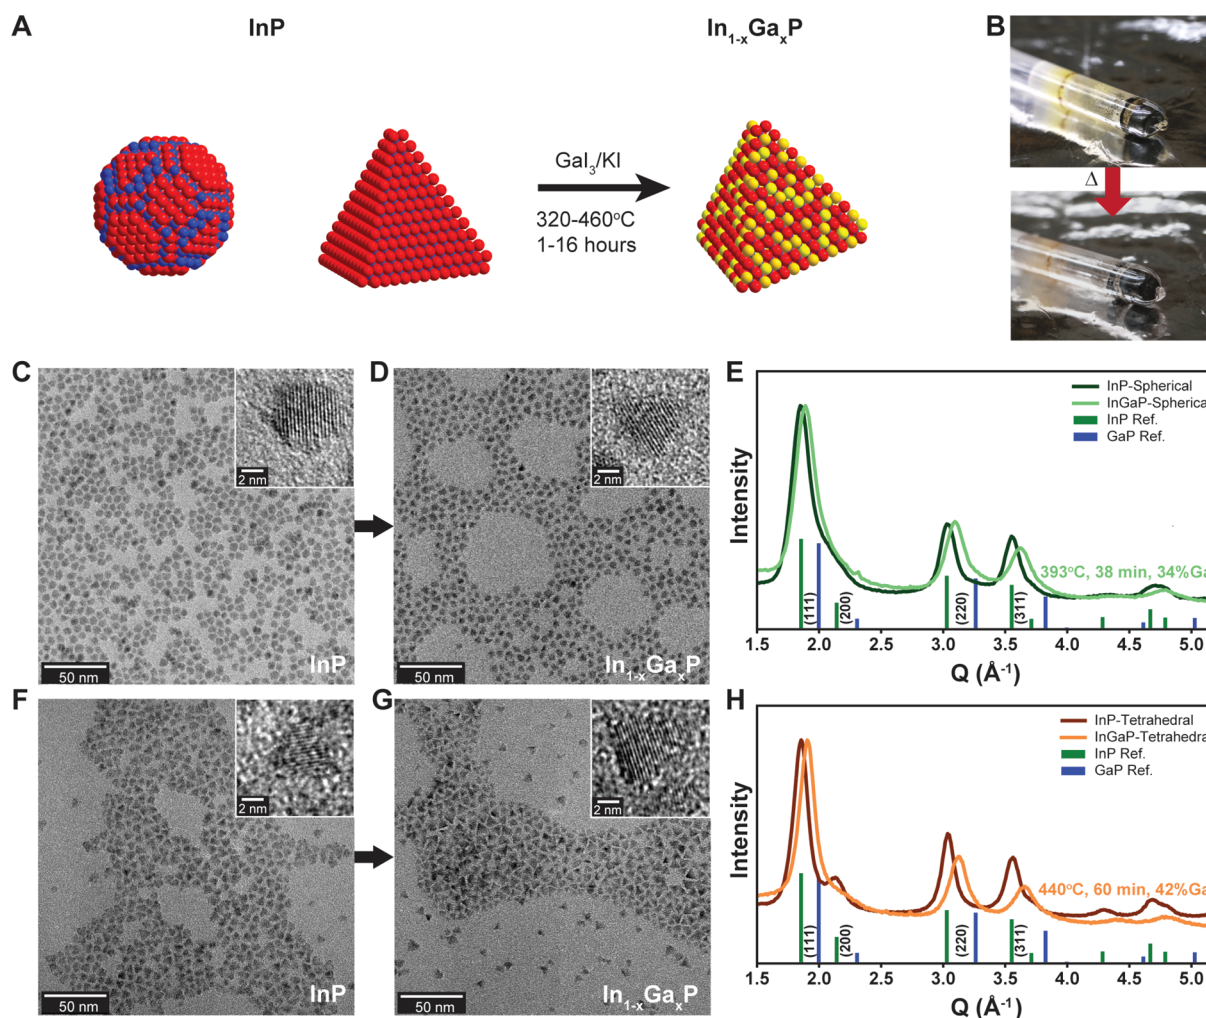 A
InP
In₁₋ₓGaₓP
GaI₃/KI
320-460°C
1-16 hours
B
Δ
C
2 nm
50 nm
InP
D
2 nm
50 nm
In₁₋ₓGaₓP
E
InP-Spherical
InGaP-Spherical
InP Ref.
GaP Ref.
Intensity
393°C, 38 min, 34%Ga
(111)
(200)
(220)
(311)
1.5 2.0 2.5 3.0 3.5 4.0 4.5 5.0
Q (Å⁻¹)
F
2 nm
50 nm
InP
G
2 nm
50 nm
In₁₋ₓGaₓP
H
InP-Tetrahedral
InGaP-Tetrahedral
InP Ref.
GaP Ref.
Intensity
440°C, 60 min, 42%Ga
(111)
(200)
(220)
(311)
1.5 2.0 2.5 3.0 3.5 4.0 4.5 5.0
Q (Å⁻¹)